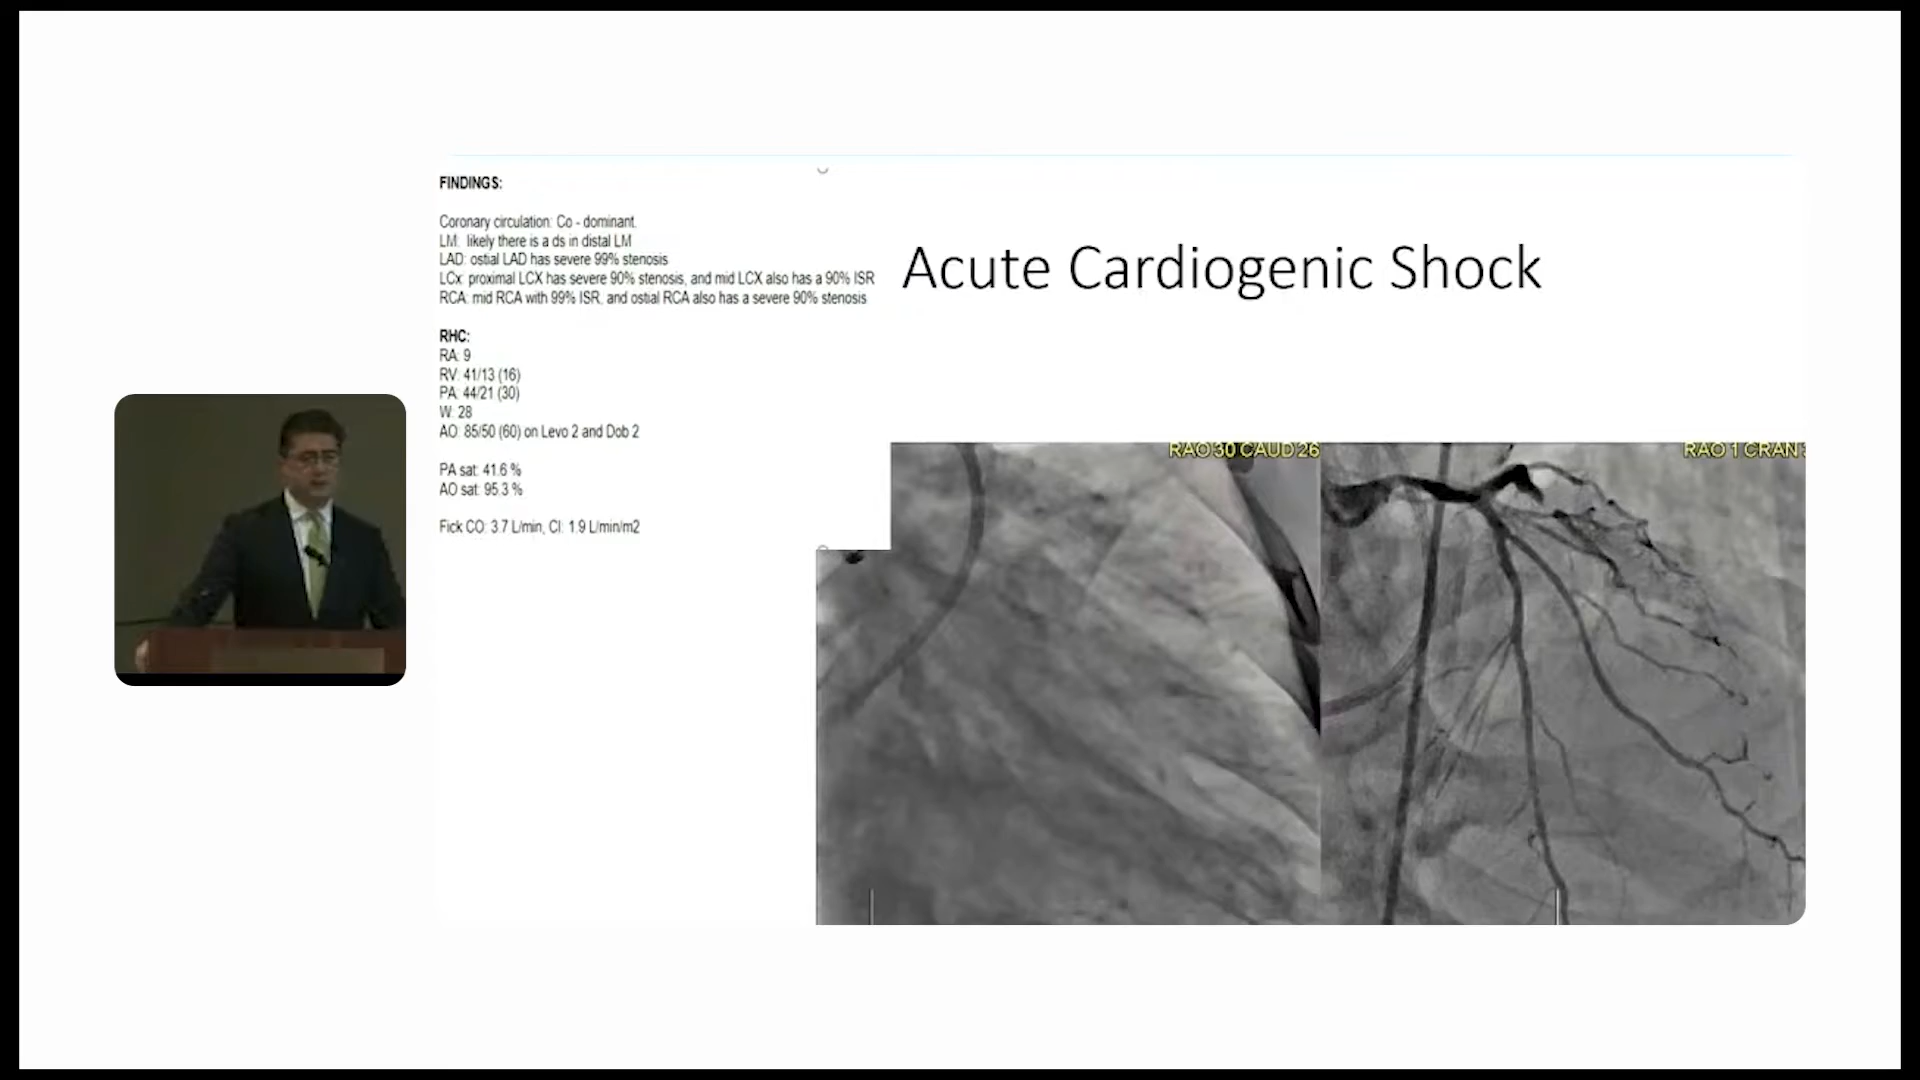 FINDINGS:
Coronary circulation: Co - dominant.
LM: likely there is a ds in distal LM
LAD: ostial LAD has severe 99% stenosis
LCx: proximal LCX has severe 90% stenosis, and mid LCX also has a 90% ISR
RCA: mid RCA with 99% ISR, and ostial RCA also has a severe 90% stenosis
RHC:
RA: 9
RV: 41/13 (16)
PA: 44/21 (30)
W: 28
AO: 85/50 (60) on Levo 2 and Dob 2
PA sat: 41.6 %
AO sat: 95.3 %
Fick CO: 3.7 L/min, CI: 1.9 L/min/m2
Acute Cardiogenic Shock
RAO 30 CAUD 26
RAO 1 CRAN